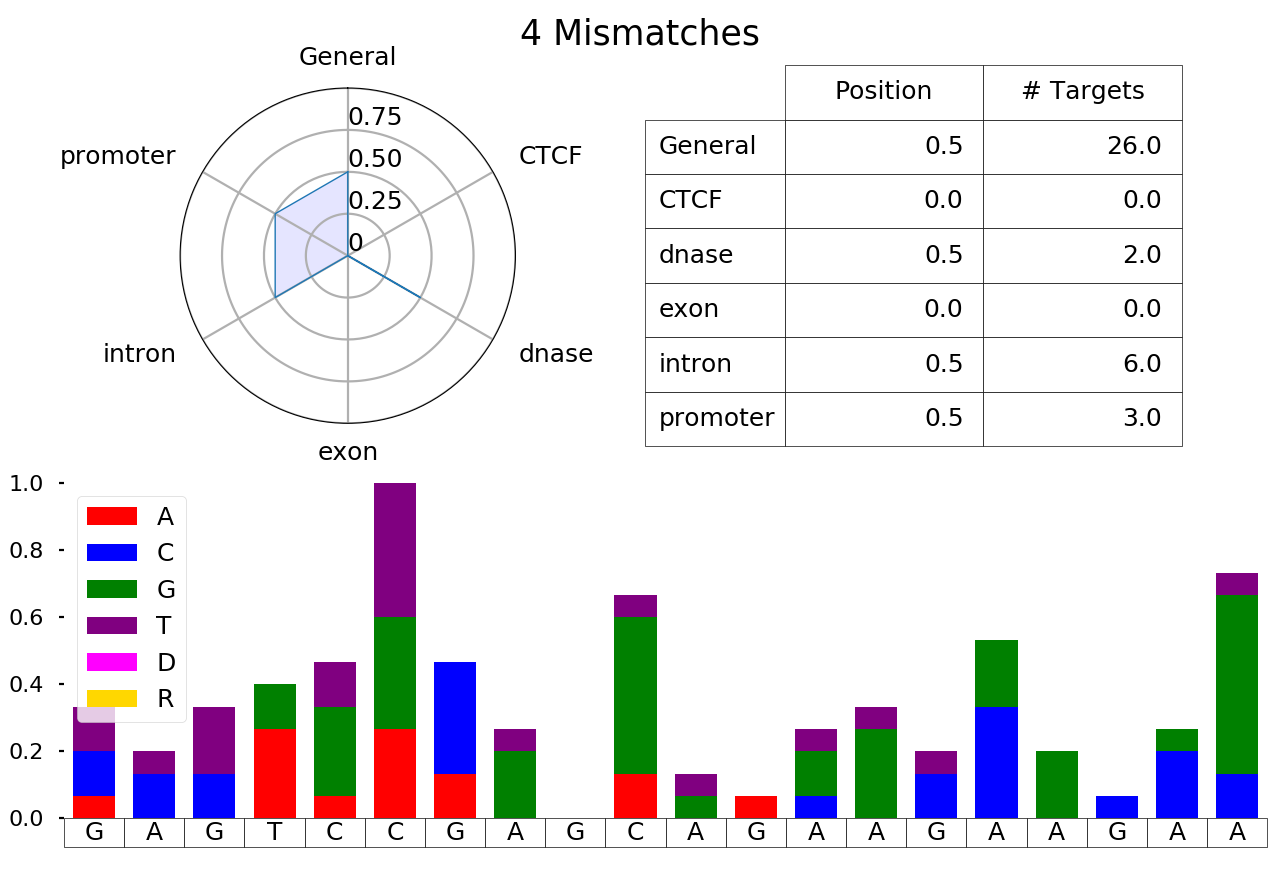 4 Mismatches
General
promoter
CTCF
0.75
0.50
0.25
0
intron
dnase
exon
Position # Targets
General 0.5 26.0
CTCF 0.0 0.0
dnase 0.5 2.0
exon 0.0 0.0
intron 0.5 6.0
promoter 0.5 3.0
1.0
0.8
0.6
0.4
0.2
0.0
A
C
G
T
D
R
G A G T C C G A G C A G A A G A A G A A